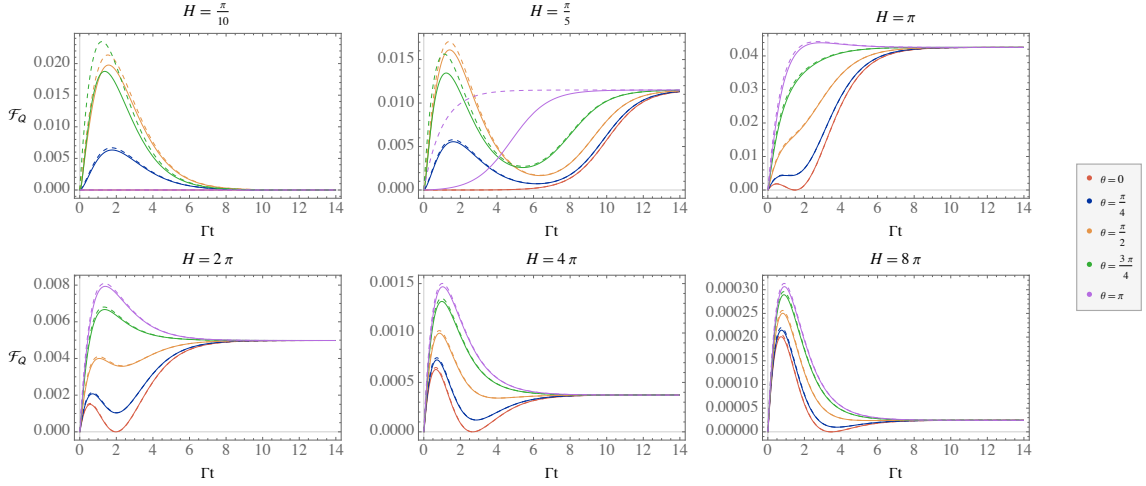 H = π/10
H = π/5
H = π
ℱ_Q
0.020
0.015
0.010
0.005
0.000
0 2 4 6 8 10 12 14
Γt
0.015
0.010
0.005
0.000
0 2 4 6 8 10 12 14
Γt
0.04
0.03
0.02
0.01
0.00
0 2 4 6 8 10 12 14
Γt
H = 2 π
H = 4 π
H = 8 π
ℱ_Q
0.008
0.006
0.004
0.002
0.000
0 2 4 6 8 10 12 14
Γt
0.0015
0.0010
0.0005
0.0000
0 2 4 6 8 10 12 14
Γt
0.00030
0.00025
0.00020
0.00015
0.00010
0.00005
0.00000
0 2 4 6 8 10 12 14
Γt
θ = 0
θ = π/4
θ = π/2
θ = 3 π/4
θ = π